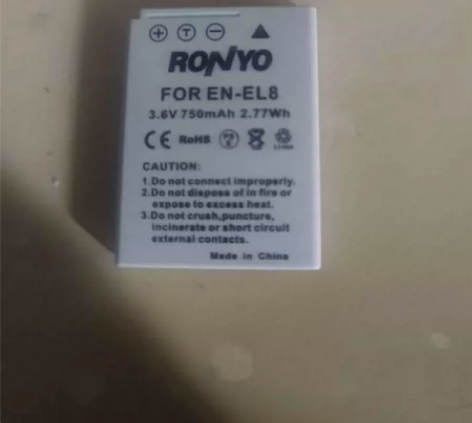 + T −
RONYO
FOR EN-EL8
3.6V 750mAh 2.77Wh
CE RoHS
CAUTION:
1.Do not connect improperly.
2.Do not dispose of in fire or
expose to excess heat.
3.Do not crush,puncture,
incinerate or short circuit
external contacts.
Made in China